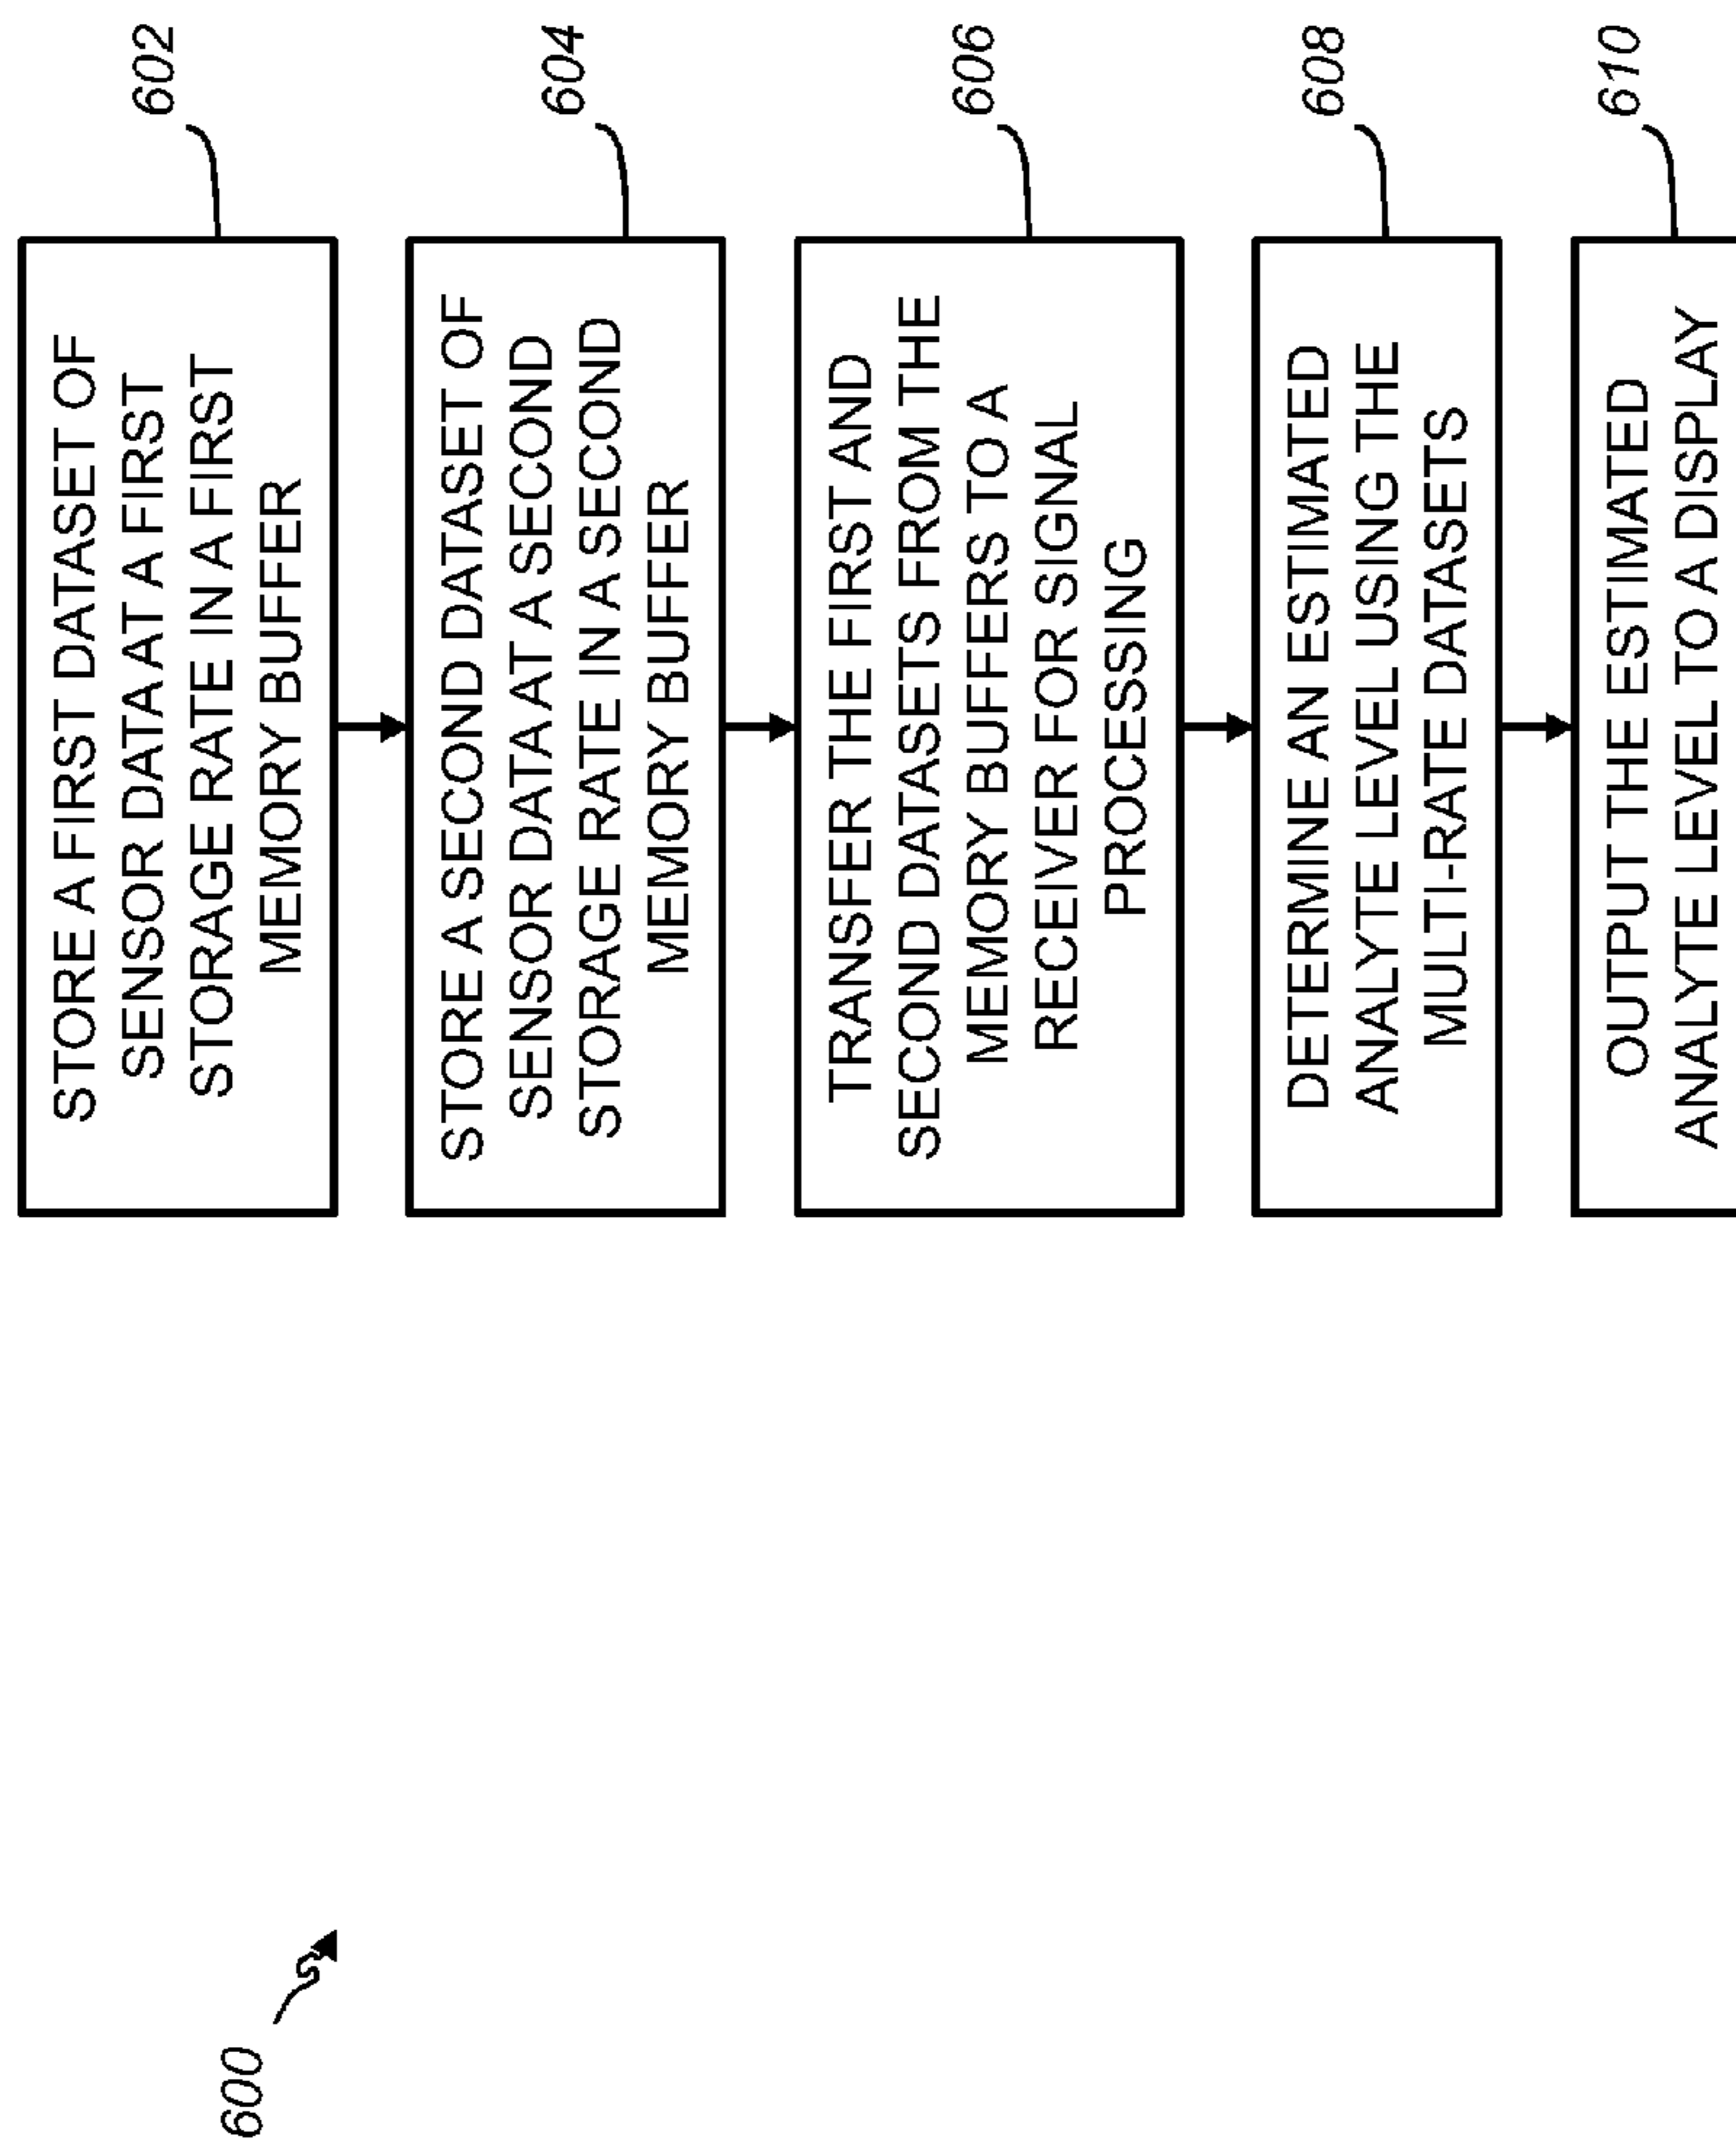 600
STORE A FIRST DATASET OF
SENSOR DATA AT A FIRST
STORAGE RATE IN A FIRST
MEMORY BUFFER
602
STORE A SECOND DATASET OF
SENSOR DATA AT A SECOND
STORAGE RATE IN A SECOND
MEMORY BUFFER
604
TRANSFER THE FIRST AND
SECOND DATASETS FROM THE
MEMORY BUFFERS TO A
RECEIVER FOR SIGNAL
PROCESSING
606
DETERMINE AN ESTIMATED
ANALYTE LEVEL USING THE
MULTI-RATE DATASETS
608
OUTPUT THE ESTIMATED
ANALYTE LEVEL TO A DISPLAY
610